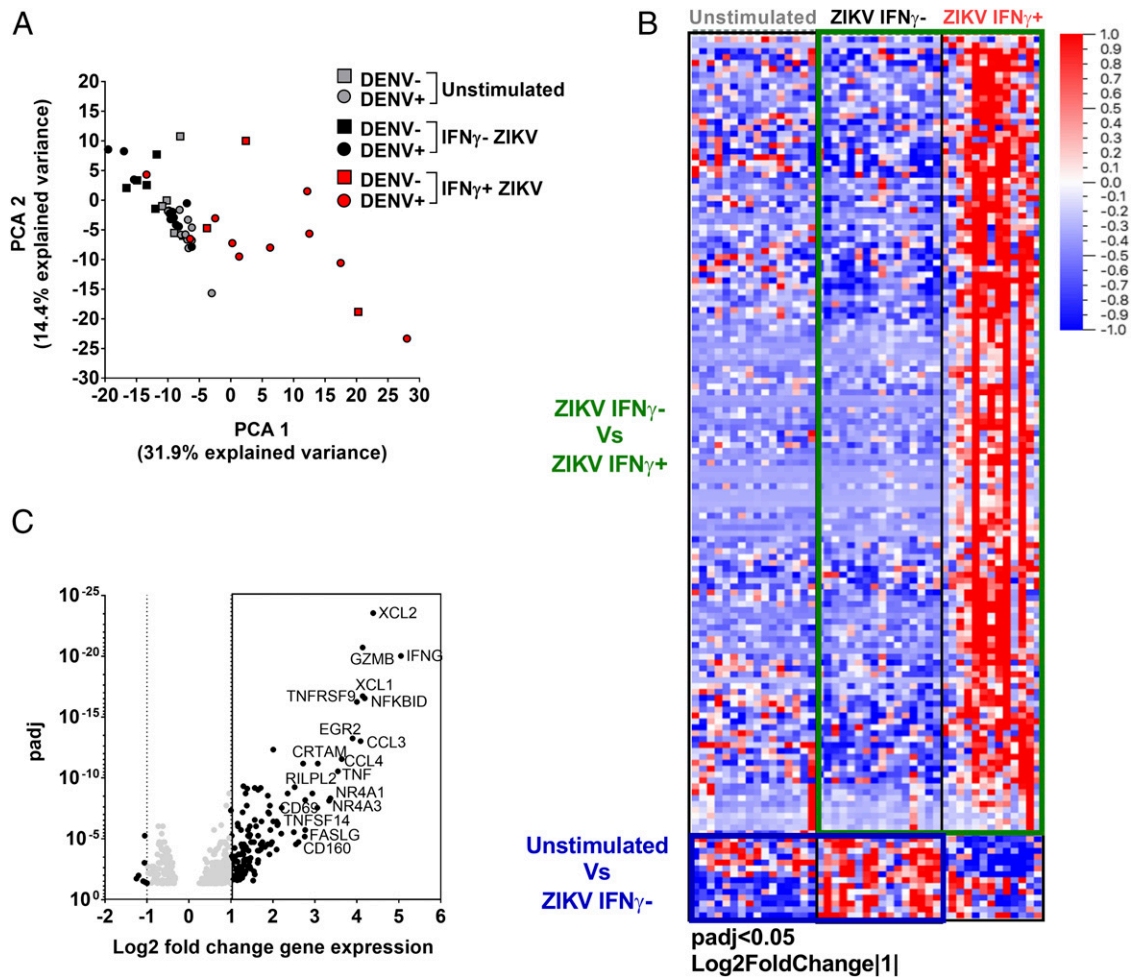 A
20
15
10
5
0
-5
-10
-15
-20
-25
-30
PCA 2
(14.4% explained variance)
-20 -15 -10 -5 0 5 10 15 20 25 30
PCA 1
(31.9% explained variance)
DENV-
DENV+
Unstimulated
DENV-
DENV+
IFNγ- ZIKV
DENV-
DENV+
IFNγ+ ZIKV
B
Unstimulated ZIKV IFNγ- ZIKV IFNγ+
1.0
0.9
0.8
0.7
0.6
0.5
0.4
0.3
0.2
0.1
0.0
-0.1
-0.2
-0.3
-0.4
-0.5
-0.6
-0.7
-0.8
-0.9
-1.0
ZIKV IFNγ-
Vs
ZIKV IFNγ+
Unstimulated
Vs
ZIKV IFNγ-
padj<0.05
Log2FoldChange|1|
C
10-25
10-20
10-15
10-10
10-5
100
padj
XCL2
GZMB
IFNG
XCL1
TNFRSF9
NFKBID
EGR2
CCL3
CRTAM
CCL4
TNF
RILPL2
NR4A1
CD69
NR4A3
TNFSF14
FASLG
CD160
-2 -1 0 1 2 3 4 5 6
Log2 fold change gene expression